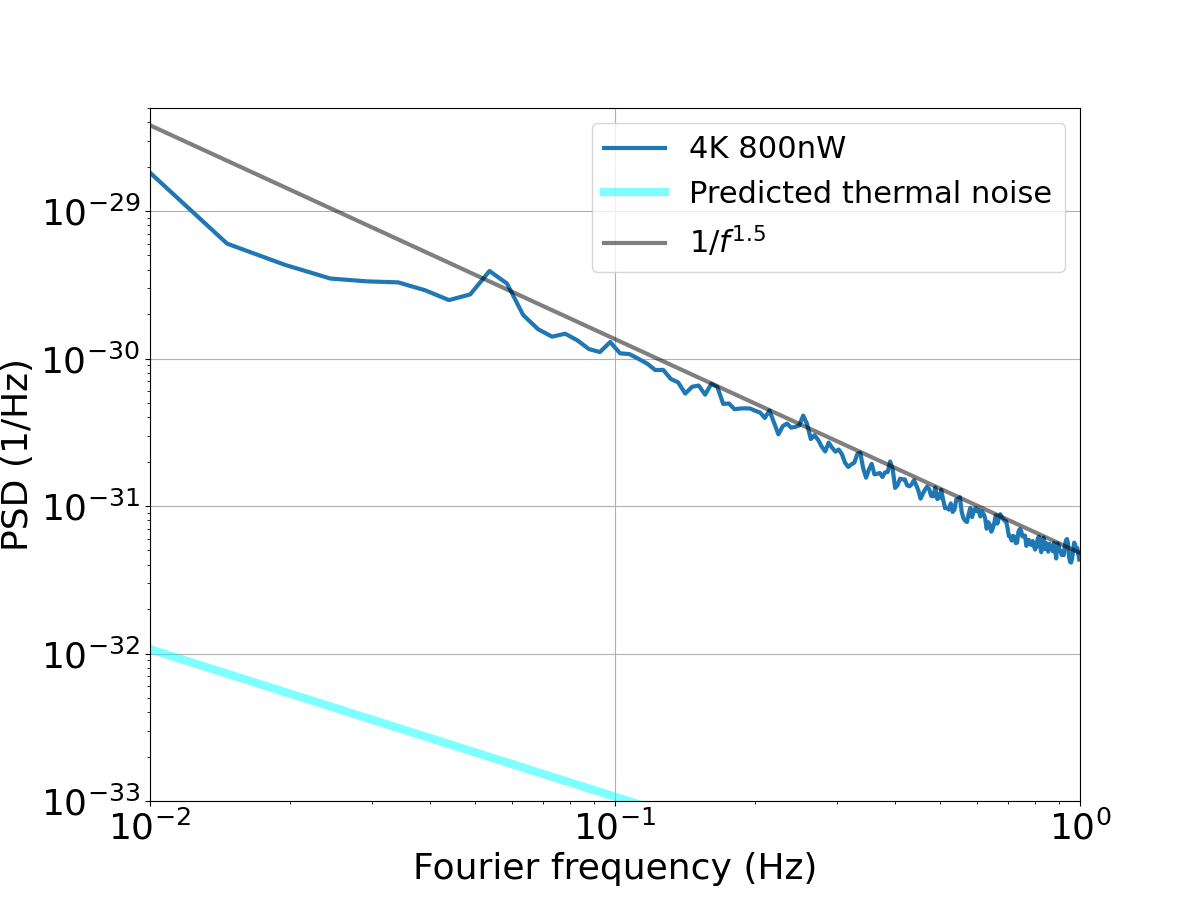 4K 800nW
Predicted thermal noise
1/f^{1.5}
PSD (1/Hz)
10^{-29}
10^{-30}
10^{-31}
10^{-32}
10^{-33}
10^{-2}
10^{-1}
10^{0}
Fourier frequency (Hz)